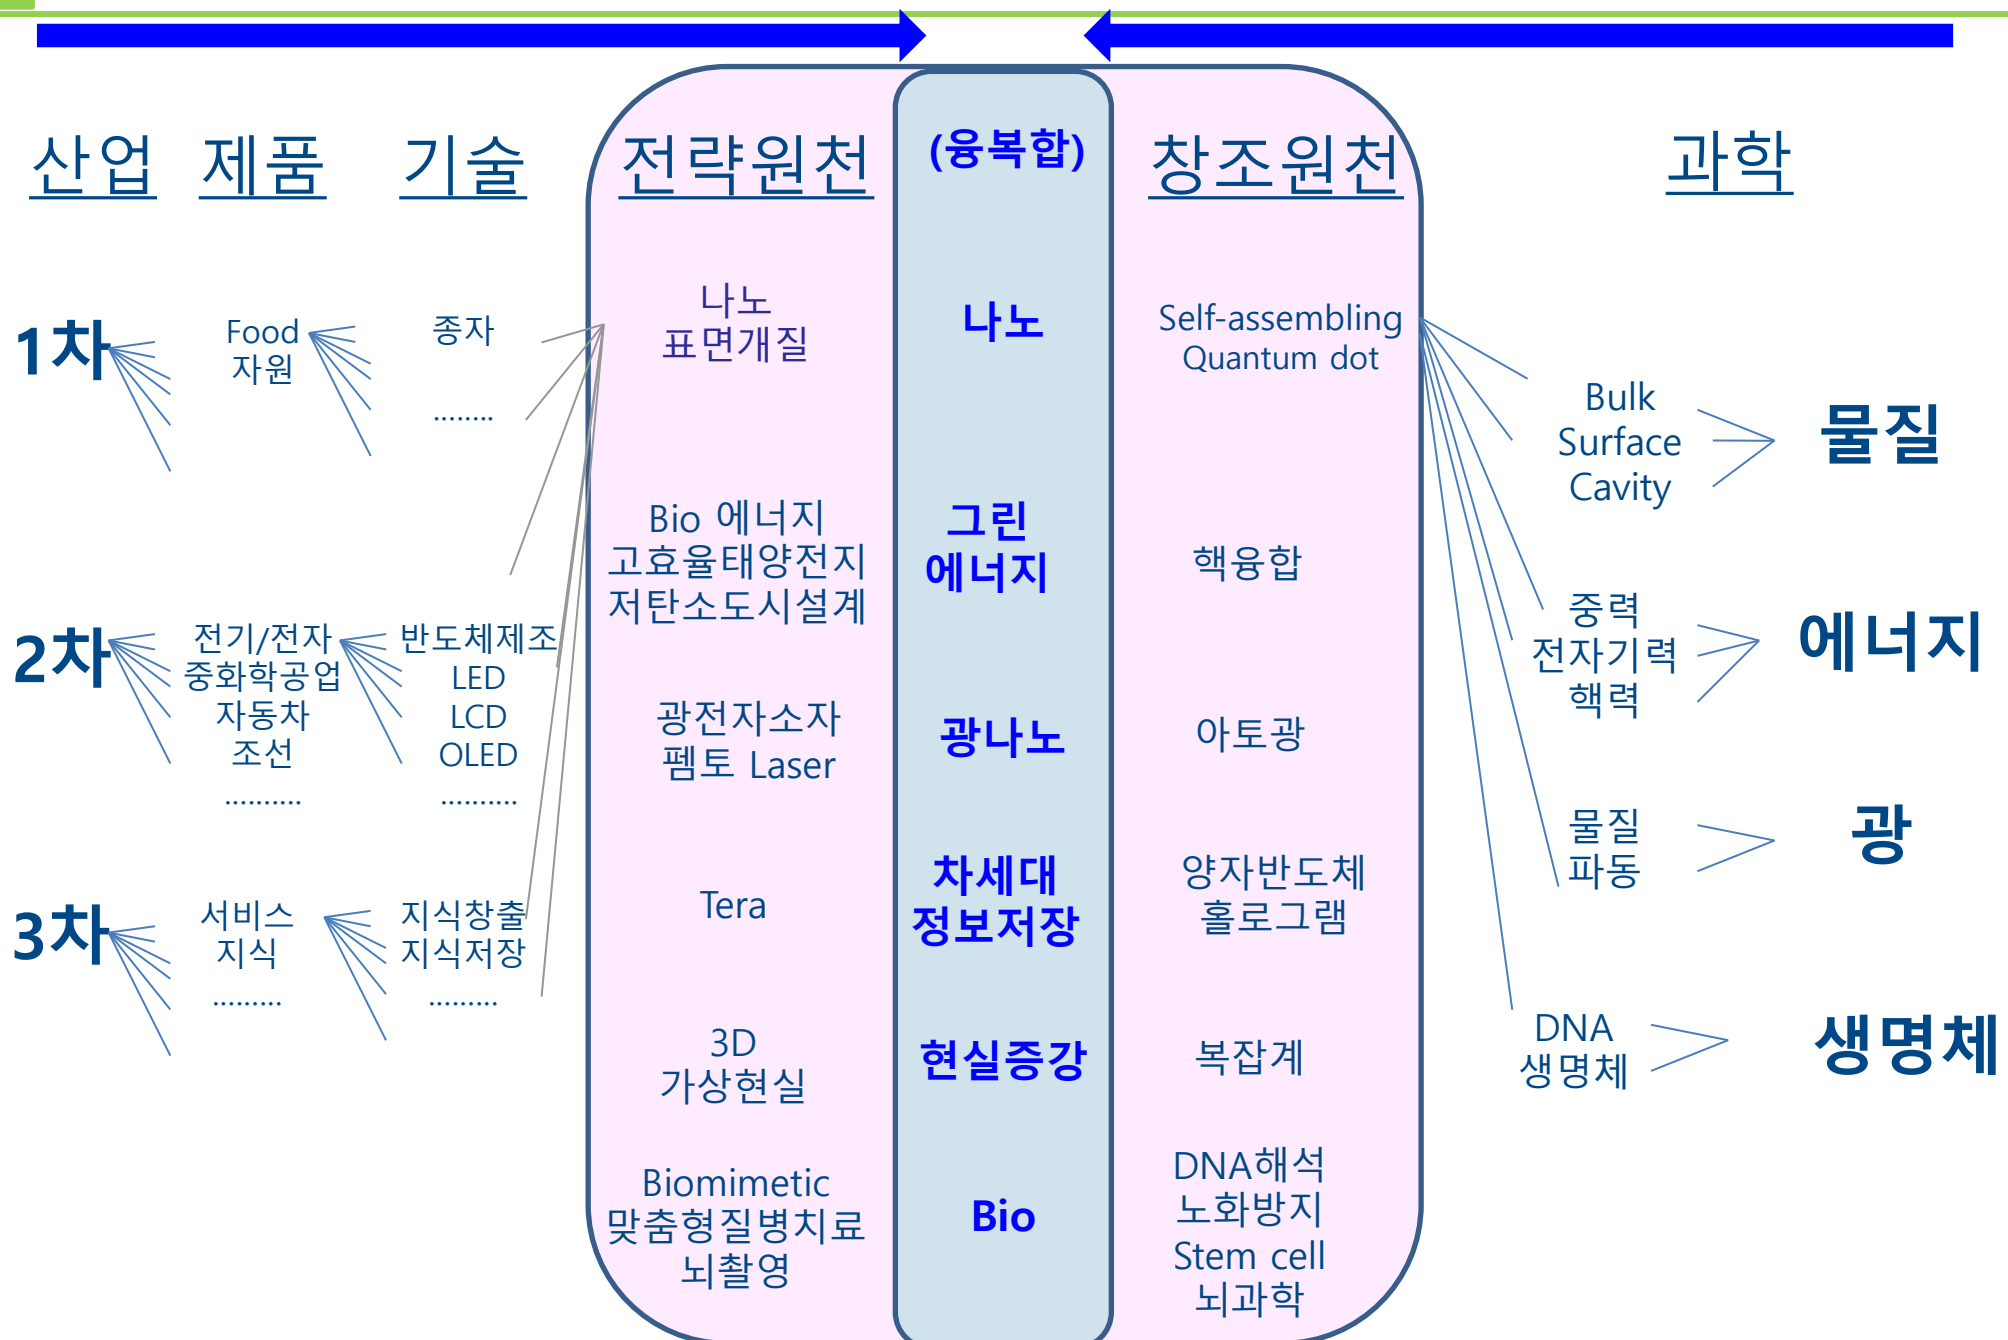 산업
제품
기술
전략원천
(융복합)
창조원천
과학
1차
Food
자원
종자
........
나노
표면개질
나노
Self-assembling
Quantum dot
Bulk
Surface
Cavity
물질
2차
전기/전자
중화학공업
자동차
조선
..........
반도체제조
LED
LCD
OLED
..........
Bio 에너지
고효율태양전지
저탄소도시설계
그린
에너지
핵융합
중력
전자기력
핵력
에너지
광전자소자
펨토 Laser
광나노
아토광
물질
파동
광
3차
서비스
지식
.........
지식창출
지식저장
.........
Tera
차세대
정보저장
양자반도체
홀로그램
DNA
생명체
생명체
3D
가상현실
현실증강
복잡계
Biomimetic
맞춤형질병치료
뇌촬영
Bio
DNA해석
노화방지
Stem cell
뇌과학